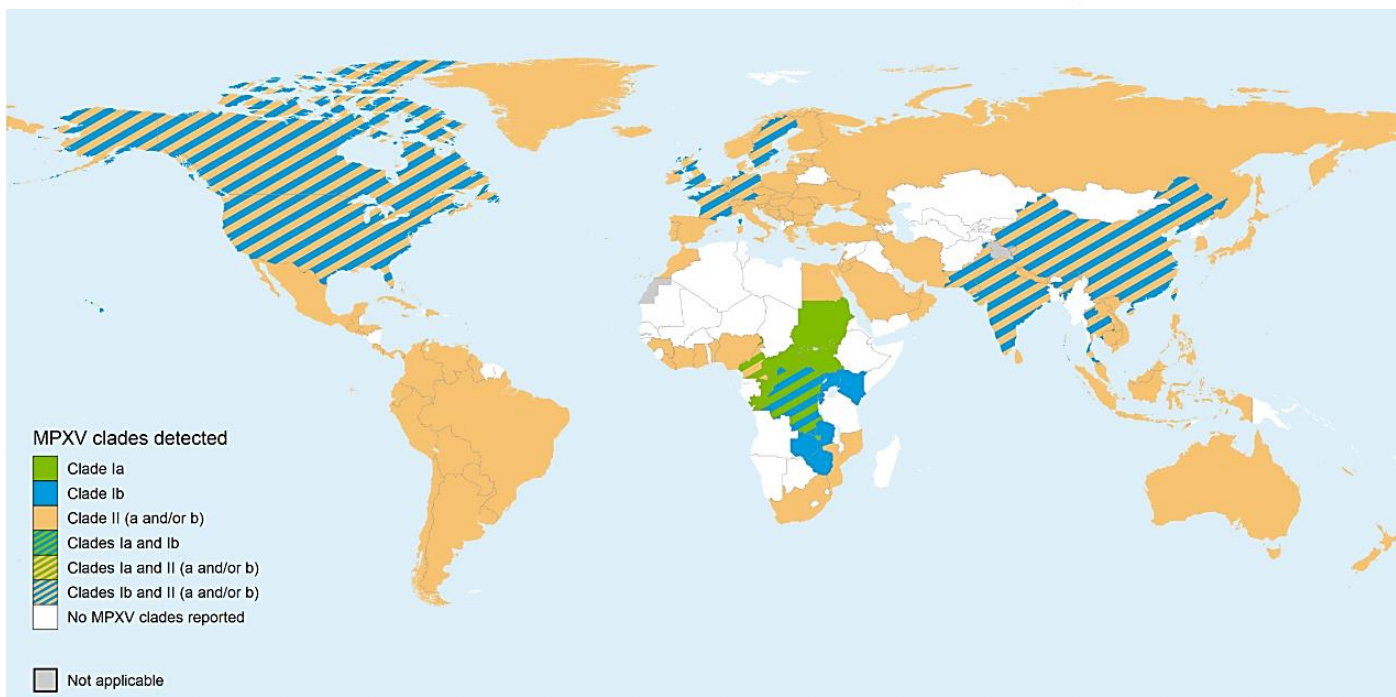 MPXV clades detected
Clade Ia
Clade Ib
Clade II (a and/or b)
Clades Ia and Ib
Clades Ia and II (a and/or b)
Clades Ib and II (a and/or b)
No MPXV clades reported
Not applicable